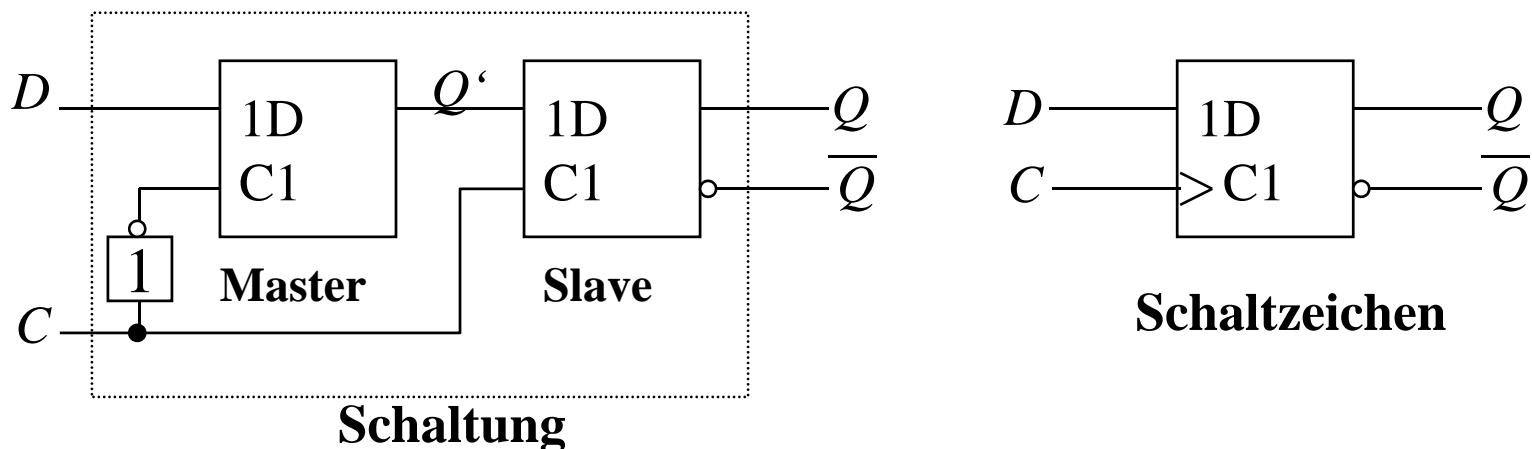 D
1D
C1
Q‘
1D
C1
Q
Q
1
Master
Slave
C
Schaltung
D
1D
Q
C
C1
Q
Schaltzeichen